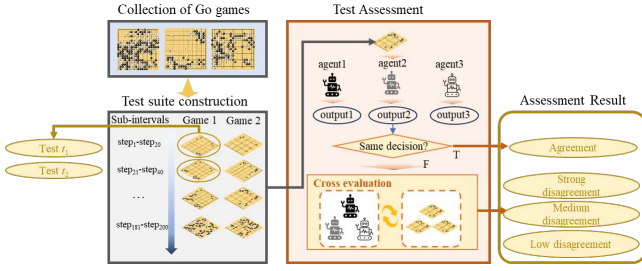 Collection of Go games
Test suite construction
Sub-intervals Game 1 Game 2
step1-step20
step21-step40
...
step181-step200
Test t1
Test t2
Test Assessment
agent1 agent2 agent3
output1 output2 output3
Same decision?
T
F
Cross evaluation
Assessment Result
Agreement
Strong
disagreement
Medium
disagreement
Low disagreement